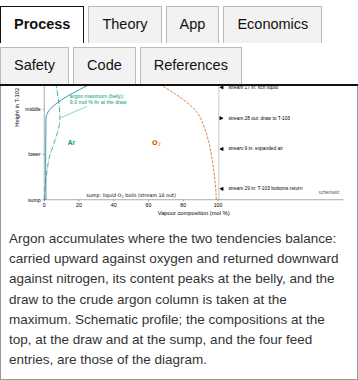 Process
Theory
App
Economics
Safety
Code
References
stream 17 in: rich liquid
argon maximum (belly):
9.0 mol % Ar at the draw
stream 28 out: draw to T-103
stream 9 in: expanded air
stream 29 in: T-103 bottoms return
Height in T-102
middle
lower
sump
Ar
O₂
sump: liquid O₂ boils (stream 18)
schematic
0 20 40 60 80 100
Vapour composition (mol %)
Argon accumulates where the two tendencies balance:
carried upward against oxygen and returned downward
against nitrogen, its content peaks at the belly, and the
draw to the crude argon column is taken at the
maximum. Schematic profile; the compositions at the
top, at the draw and at the sump, and the four feed
entries, are those of the diagram.